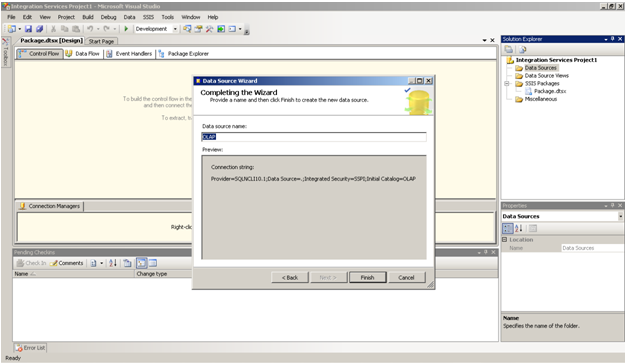 Integration Services Project1 - Microsoft Visual Studio
File Edit View Project Build Debug Data SSIS Tools Window Help
Development
Toolbox
Package.dtsx [Design] Start Page
Control Flow Data Flow Event Handlers Package Explorer
To build the control flow in the
and then connect the
To extract, t
Data Source Wizard
Completing the Wizard
Provide a name and then click Finish to create the new data source.
Data source name:
OLAP
Preview:
Connection string:
Provider=SQLNCLI10.1;Data Source=.;Integrated Security=SSPI;Initial Catalog=OLAP
< Back Next > Finish Cancel
Connection Managers
Right-clic
Pending Checkins
Check In Comments
Name Change type
Error List
Ready
Solution Explorer
Integration Services Project1
Data Sources
Data Source Views
SSIS Packages
Package.dtsx
Miscellaneous
Properties
Data Sources
Location
Name Data Sources
Name
Specifies the name of the folder.